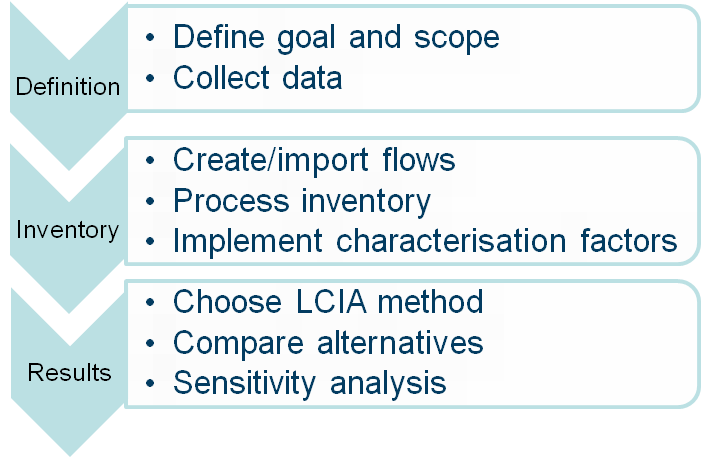 Definition
• Define goal and scope
• Collect data
Inventory
• Create/import flows
• Process inventory
• Implement characterisation factors
Results
• Choose LCIA method
• Compare alternatives
• Sensitivity analysis